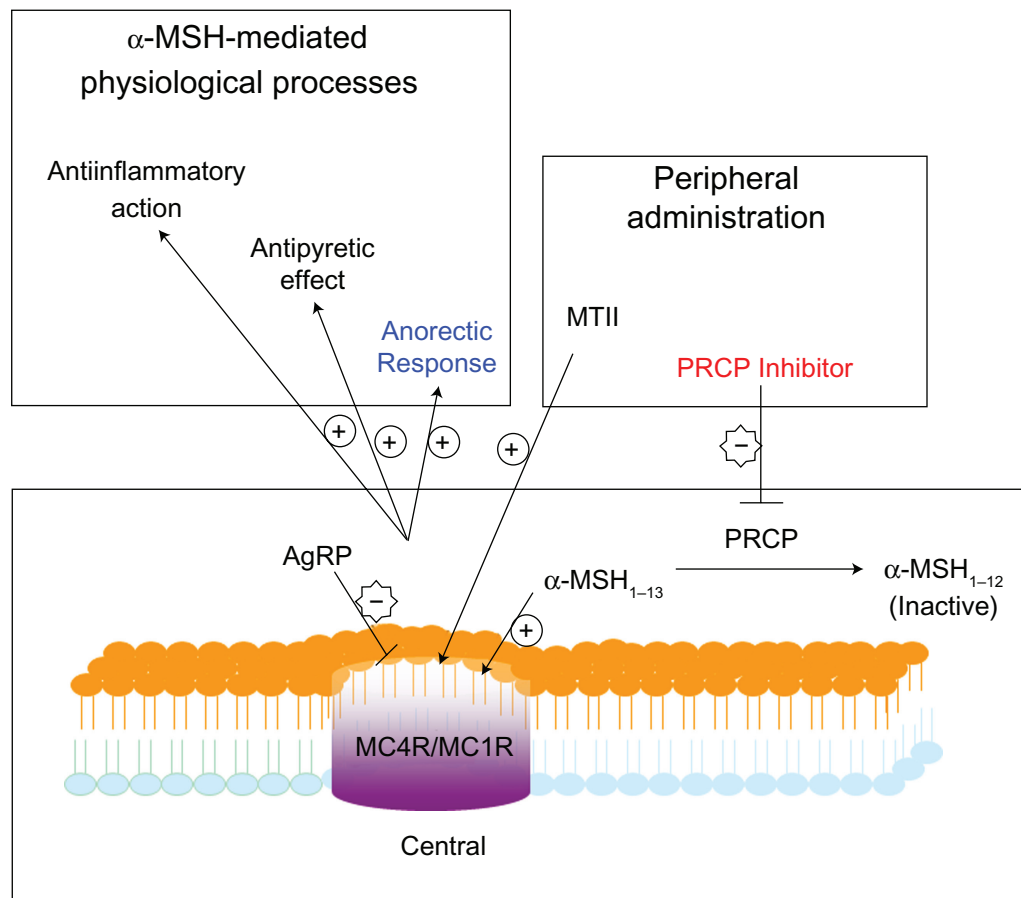 α-MSH-mediated
physiological processes
Antiinflammatory
action
Antipyretic
effect
Anorectic
Response
Peripheral
administration
MTII
PRCP Inhibitor
+
+
+
+
−
AgRP
−
α-MSH1–13
+
PRCP
α-MSH1–12
(Inactive)
MC4R/MC1R
Central